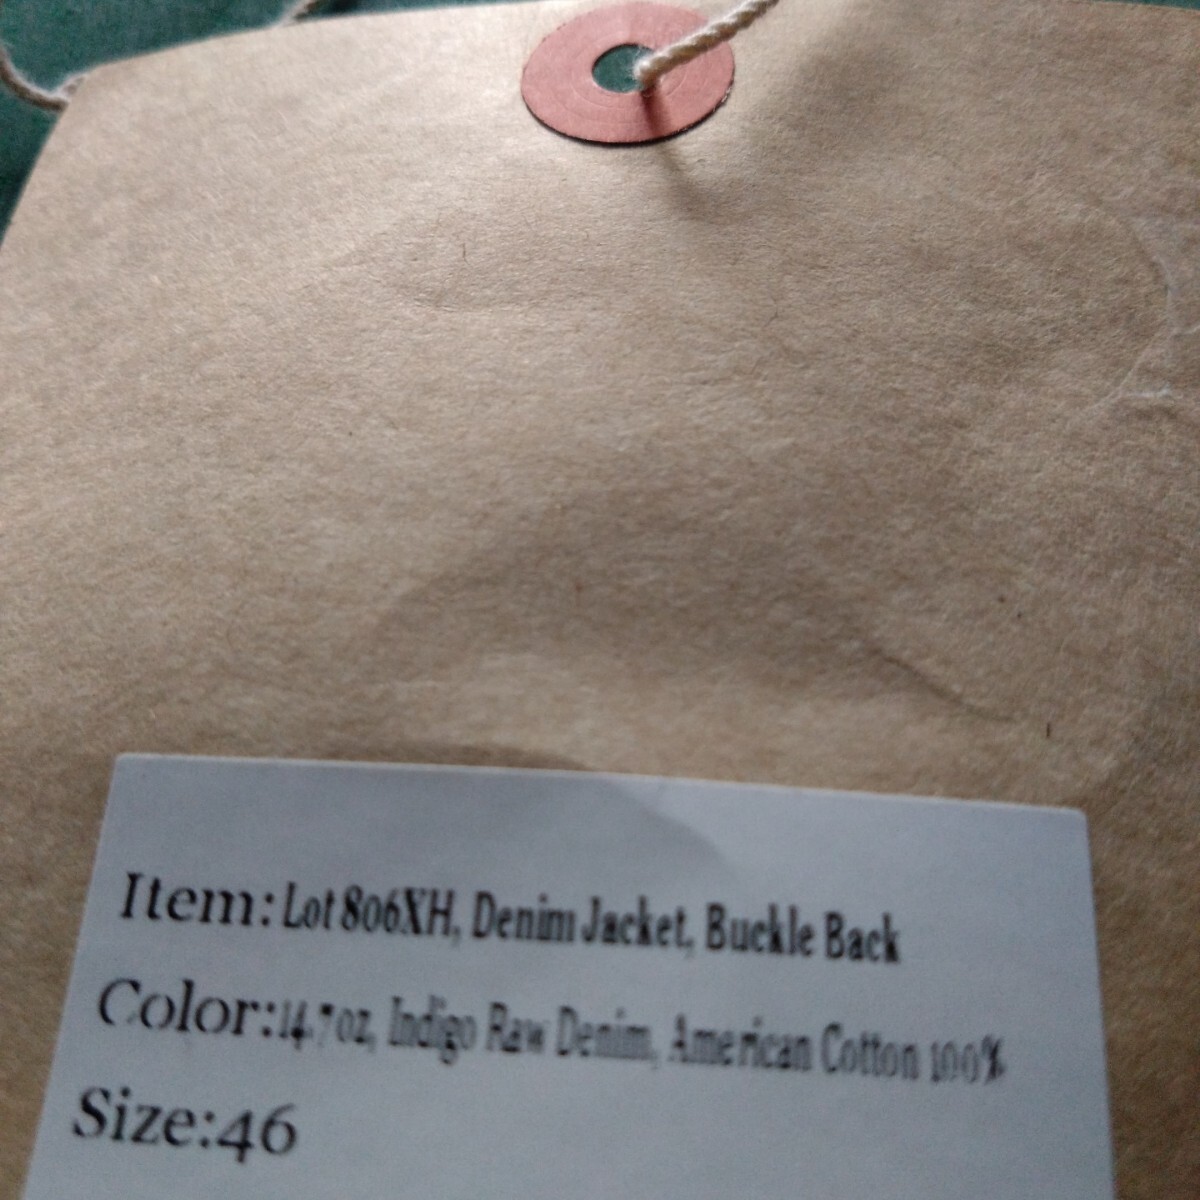 Item:Lot 806XH, Denim Jacket, Buckle Back
Color:14.7oz, Indigo Raw Denim, American Cotton 100%
Size:46